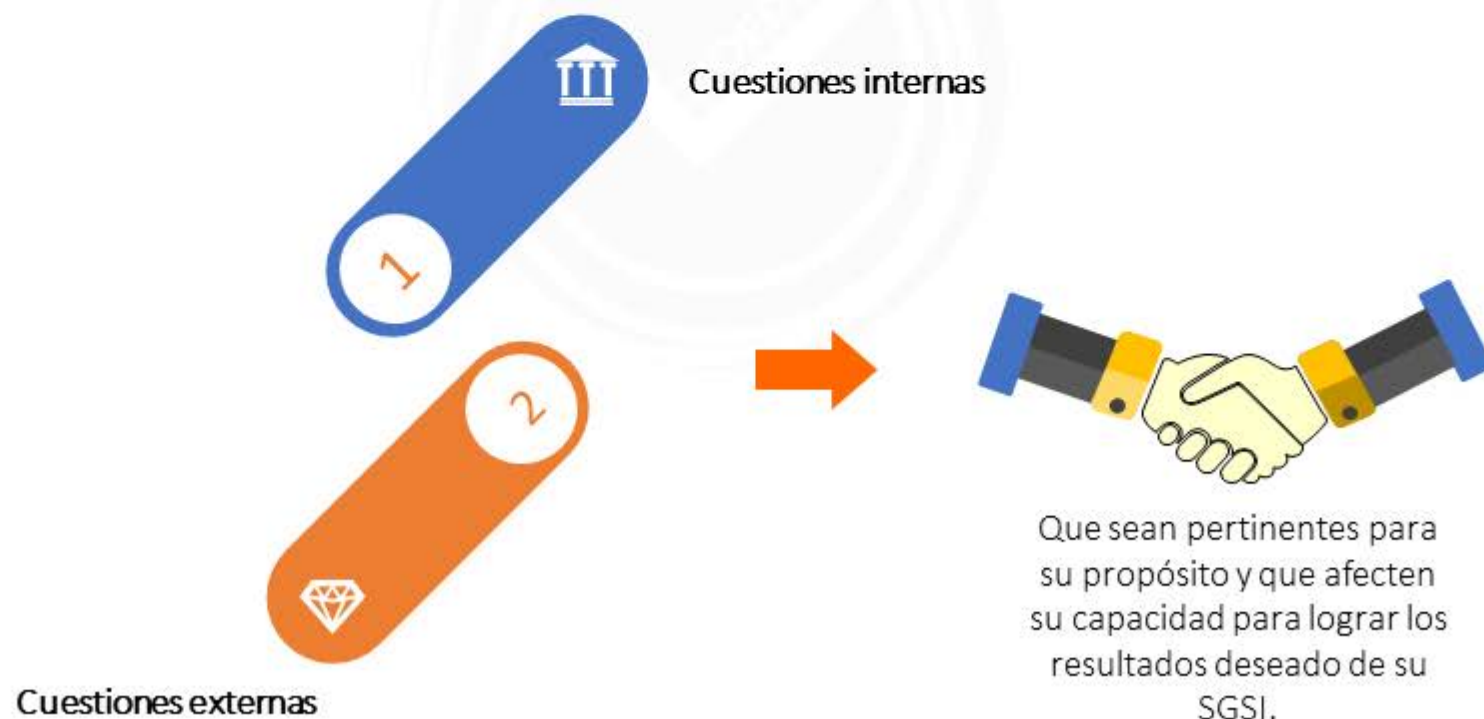 Cuestiones internas
1
2
Cuestiones externas
Que sean pertinentes para
su propósito y que afecten
su capacidad para lograr los
resultados deseado de su
SGSI.